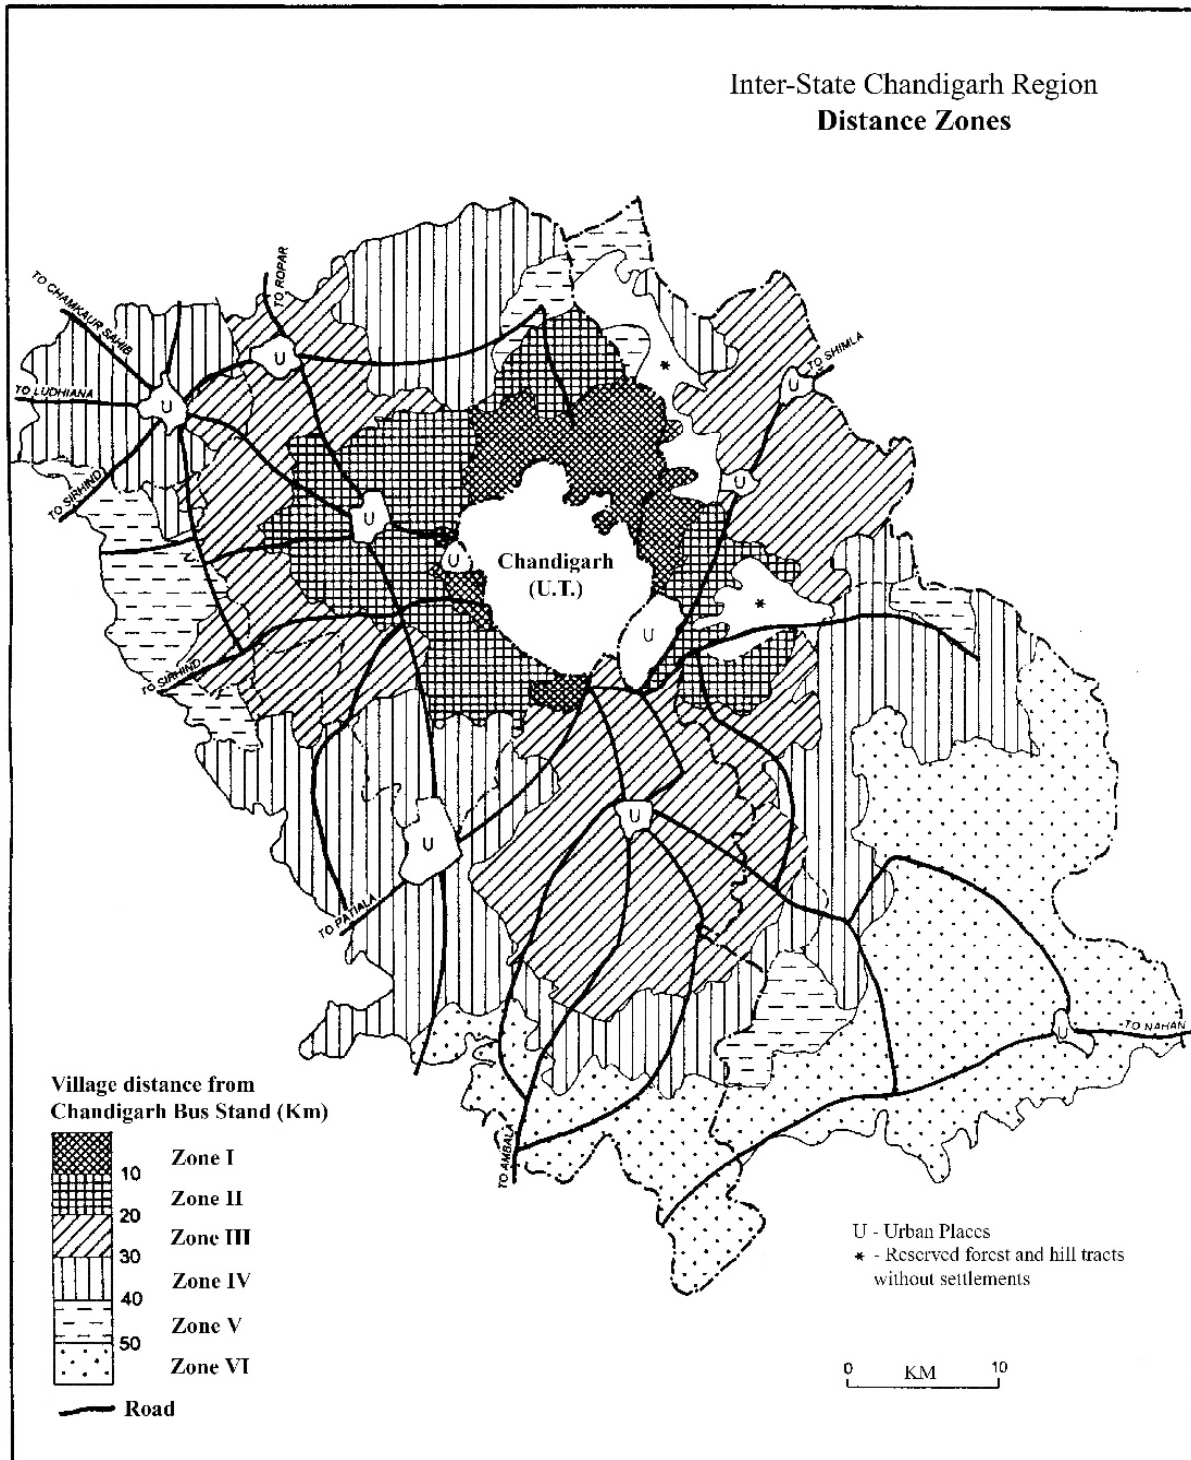 Inter-State Chandigarh Region
Distance Zones
TO ROPAR
TO CHAMKAUR SAHIB
U
TO SHIMLA
*
U
TO LUDHIANA
U
U
TO SIRHIND
U
U
Chandigarh
(U.T.)
*
U
TO SIRHIND
U
U
TO PATIALA
U
TO NAHAN
TO AMBALA
Village distance from
Chandigarh Bus Stand (Km)
Zone I
10
Zone II
20
Zone III
30
Zone IV
40
Zone V
50
Zone VI
Road
U - Urban Places
* - Reserved forest and hill tracts
without settlements
0 KM 10